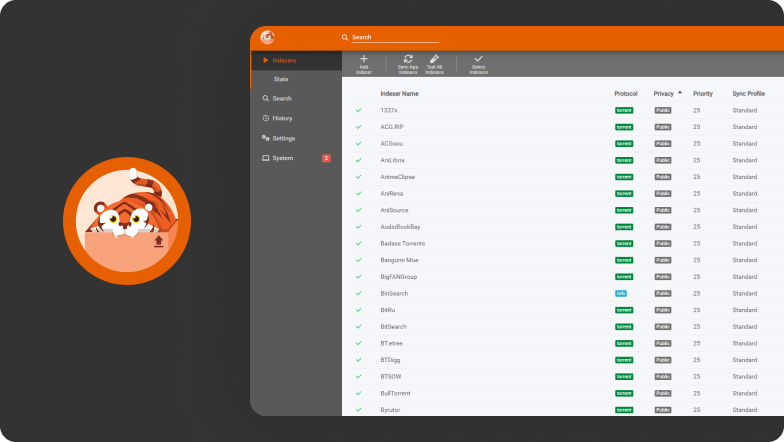 Search
Indexers
Stats
Search
History
Settings
System 2
Add Indexer
Sync App Indexers
Test All Indexers
Select Indexers
Indexer Name Protocol Privacy Priority Sync Profile
1337x torrent Public 25 Standard
ACG.RIP torrent Public 25 Standard
ACGsou torrent Public 25 Standard
AniLibria torrent Public 25 Standard
AnimeClipse torrent Public 25 Standard
AniRena torrent Public 25 Standard
AniSource torrent Public 25 Standard
AudioBookBay torrent Public 25 Standard
Badass Torrents torrent Public 25 Standard
Bangumi Moe torrent Public 25 Standard
BigFANGroup torrent Public 25 Standard
BinSearch nzb Public 25 Standard
BitRu torrent Public 25 Standard
BitSearch torrent Public 25 Standard
BT.etree torrent Public 25 Standard
BTDigg torrent Public 25 Standard
BTSOW torrent Public 25 Standard
BullTorrent torrent Public 25 Standard
Byrutor torrent Public 25 Standard